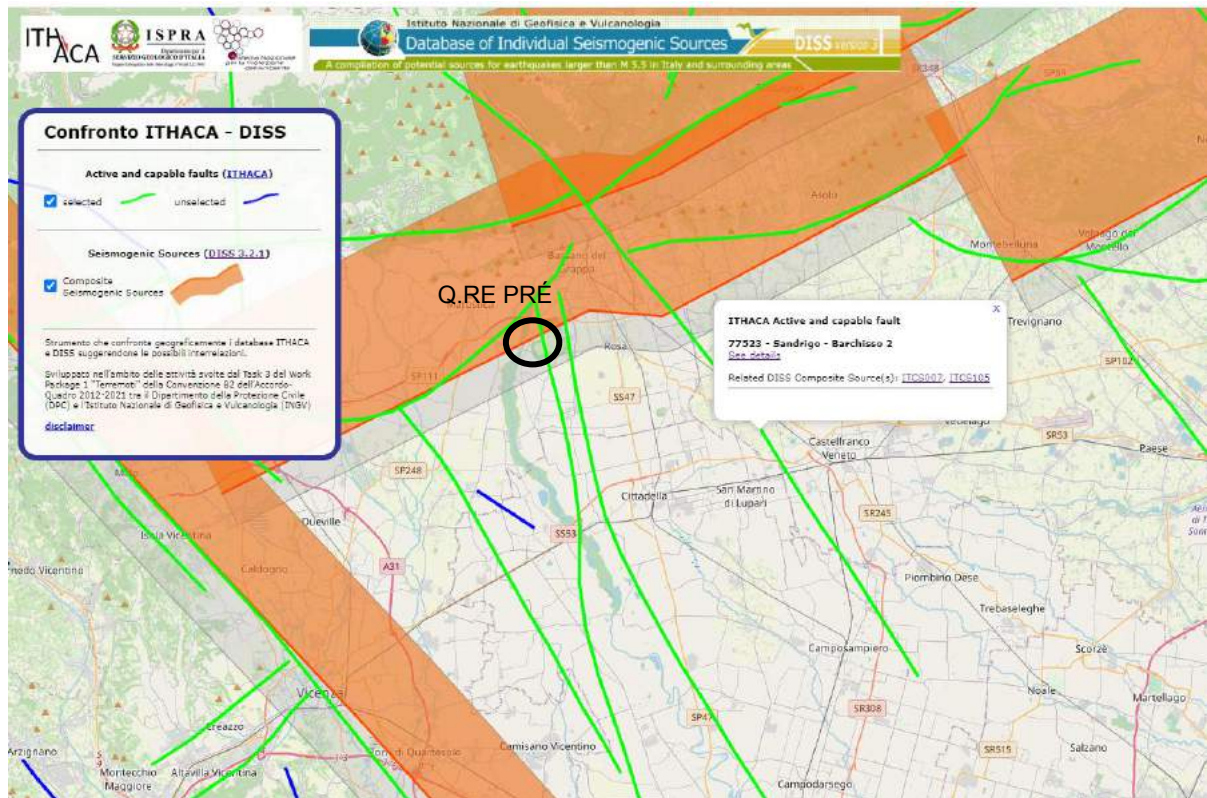 ITHACA
ISPRA
SERVIZIO GEOLOGICO D'ITALIA
Istituto Nazionale di Geofisica e Vulcanologia
Database of Individual Seismogenic Sources
DISS version 3
A compilation of potential sources for earthquakes larger than M 5.5 in Italy and surrounding areas
Confronto ITHACA - DISS
Active and capable faults (ITHACA)
selected unselected
Seismogenic Sources (DISS 3.2.1)
Composite
Seismogenic Sources
Strumento che confronta geograficamente i database ITHACA
e DISS suggerendone le possibili interrelazioni.
Sviluppato nell'ambito delle attività svolte dal Task 3 del Work
Package 1 "Terremoti" della Convenzione B2 dell'Accordo-
Quadro 2012-2021 tra il Dipartimento della Protezione Civile
(DPC) e l'Istituto Nazionale di Geofisica e Vulcanologia (INGV)
disclaimer
SR348
Asolo
Bassano del
Grappa
Montebelluna
Volpago del
Montello
Q.RE PRÉ
Marostica
Rosà
SP111
SS47
x
ITHACA Active and capable fault
77523 - Sandrigo - Barchisso 2
See details
Related DISS Composite Source(s): ITCS007, ITCS105
Trevignano
SP102
Vedelago
SR53
Paese
Castelfranco
Veneto
SP248
Cittadella
San Martino
di Lupari
SR245
Dueville
SS53
Isola Vicentina
Caldogno
A31
Piombino Dese
Trebaseleghe
Camposampiero
Scorzè
Noale
Martellago
SR308
SP47
Vicenza
Creazzo
Arzignano
Montecchio
Maggiore
Altavilla Vicentina
Torri di Quartesolo
Camisano Vicentino
SR515
Salzano
Campodarsego